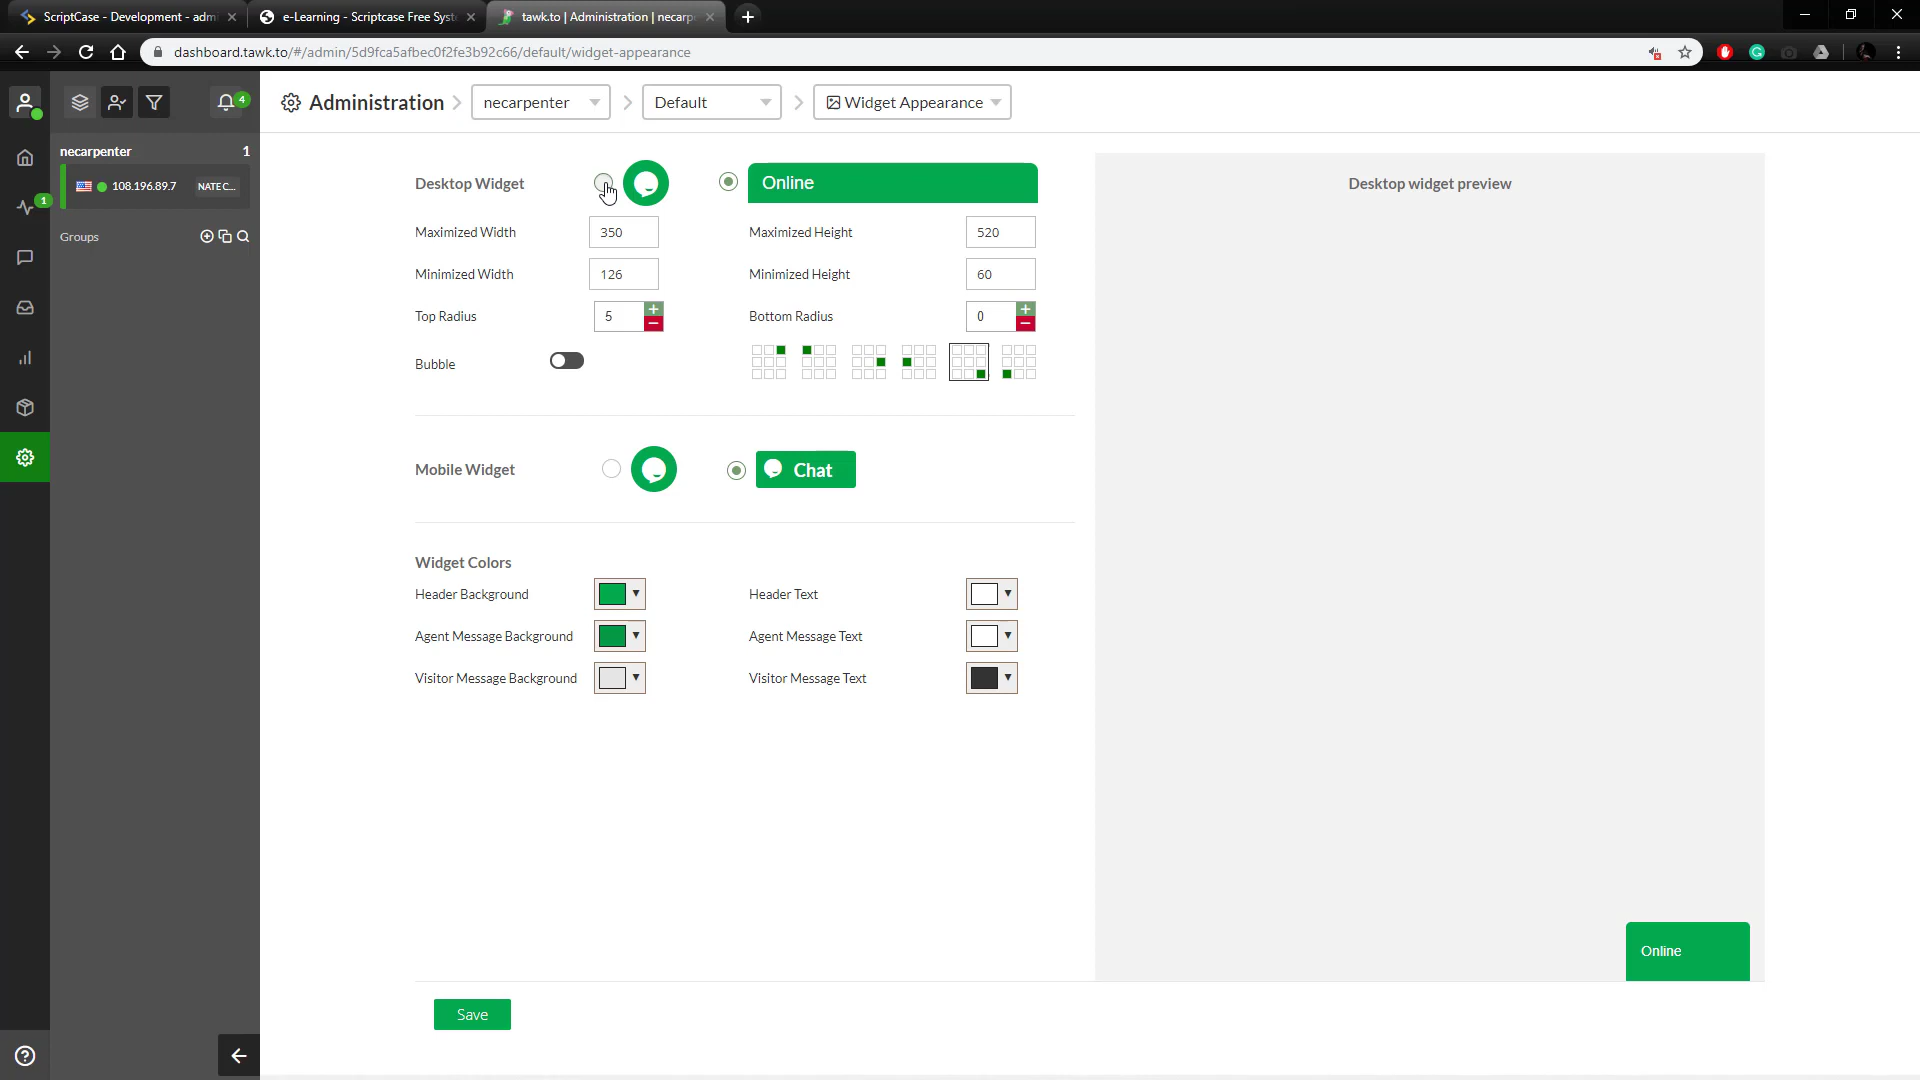 ScriptCase - Development - adm
e-Learning - Scriptcase Free Syst
tawk.to | Administration | necarp
dashboard.tawk.to/#/admin/5d9fca5afbec0f2fe3b92c66/default/widget-appearance
4
Administration
necarpenter
Default
Widget Appearance
necarpenter 1
108.196.89.7 NATE C...
1
Groups
Desktop Widget
Online
Desktop widget preview
Maximized Width 350
Maximized Height 520
Minimized Width 126
Minimized Height 60
Top Radius 5
Bottom Radius 0
Bubble
Mobile Widget
Chat
Widget Colors
Header Background
Header Text
Agent Message Background
Agent Message Text
Visitor Message Background
Visitor Message Text
Online
Save